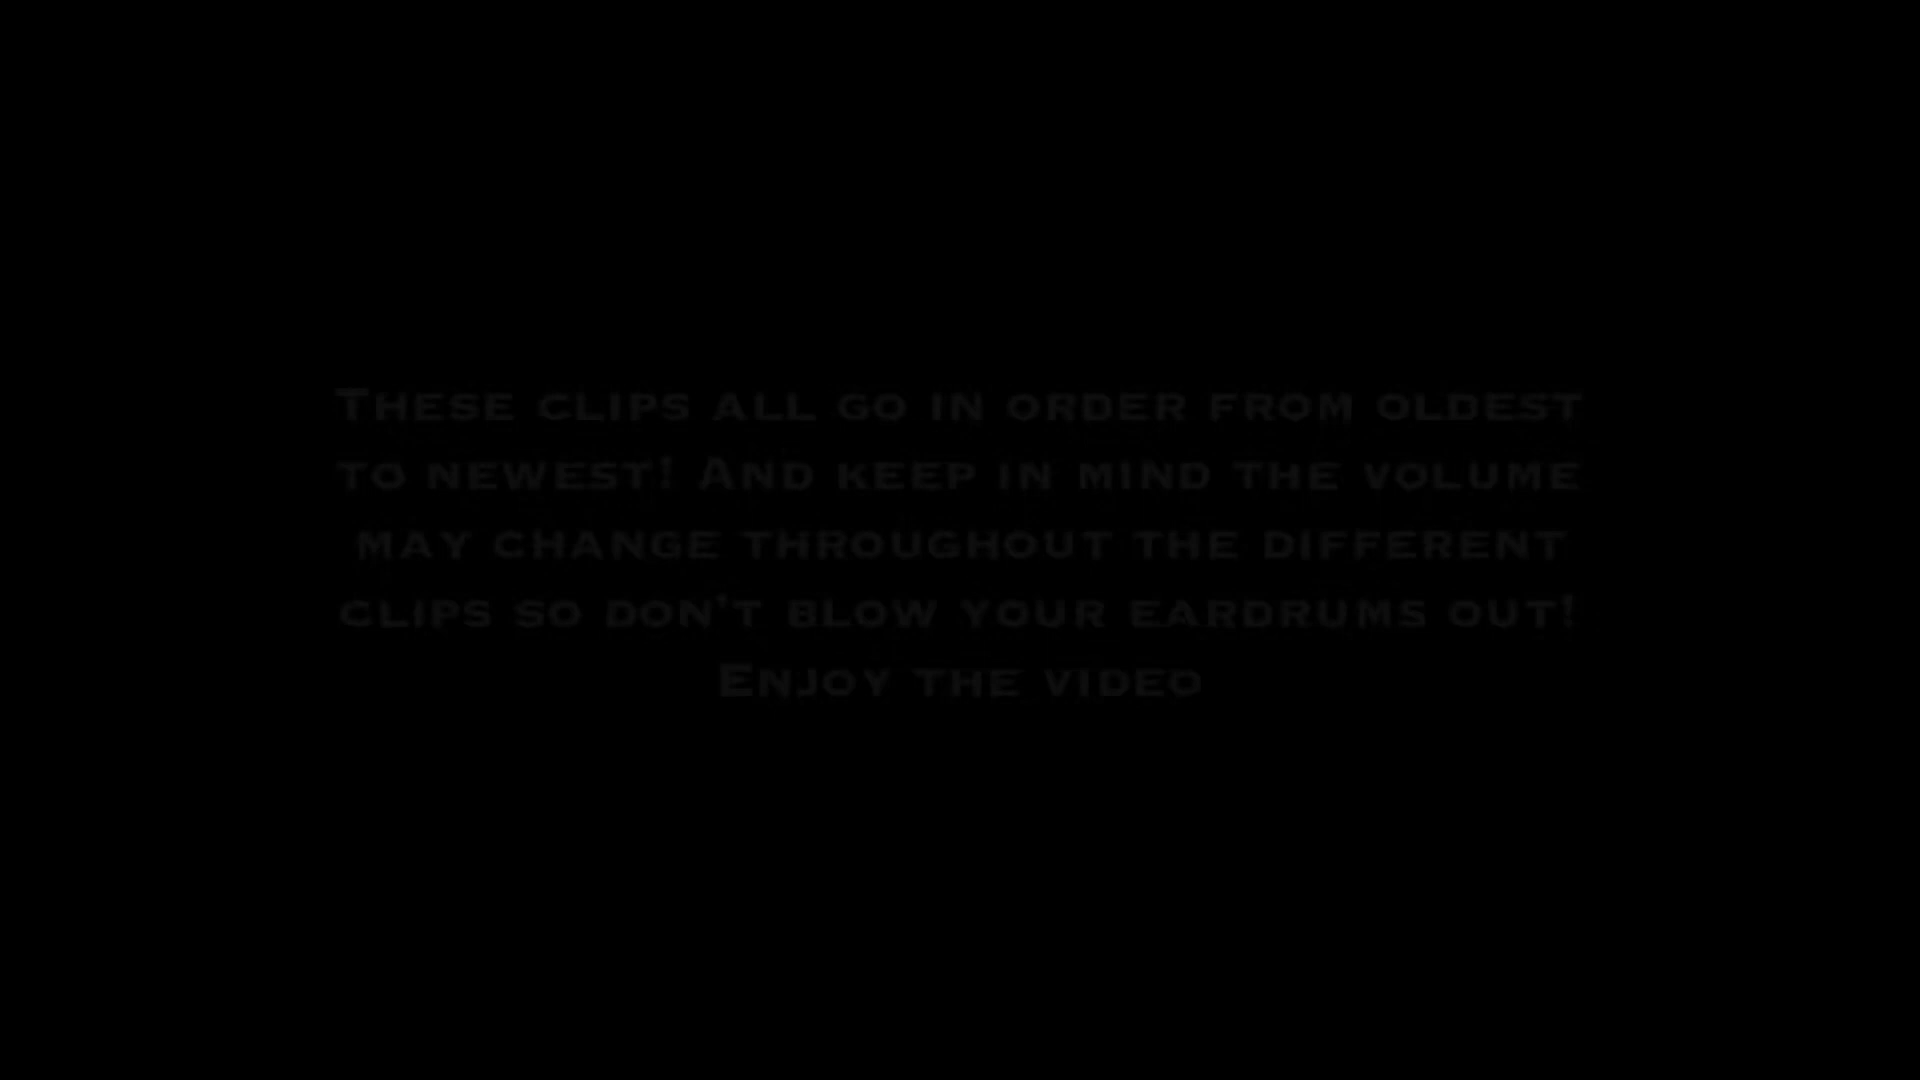 These clips all go in order from oldest
to newest! And keep in mind the volume
may change throughout the different
clips so don't blow your eardrums out!
Enjoy the video